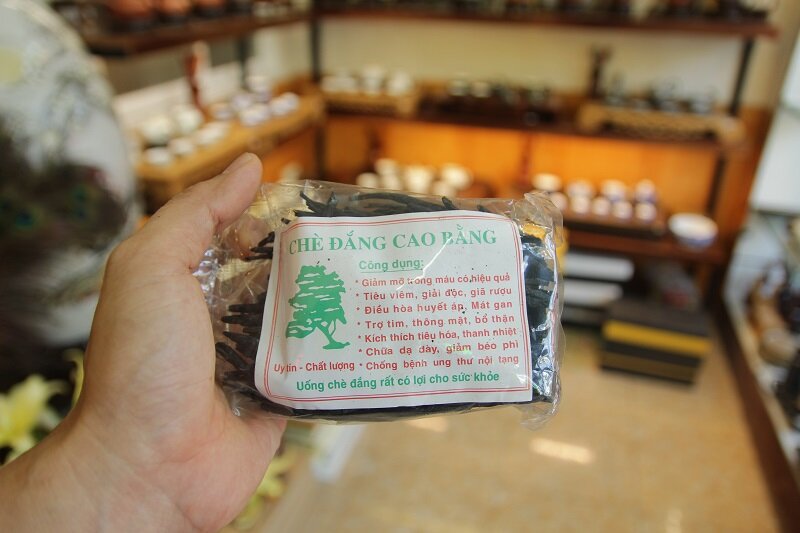 CHÈ ĐẮNG CAO BẰNG
Công dụng:
* Giảm mỡ trong máu có hiệu quả
* Tiêu viêm, giải độc, giã rượu
* Điều hòa huyết áp. Mát gan
* Trợ tim, thông mật, bổ thận
* Kích thích tiêu hóa, thanh nhiệt
* Chữa dạ dày, giảm béo phì
Uy tín - Chất lượng * Chống bệnh ung thư nội tạng
Uống chè đắng rất có lợi cho sức khỏe